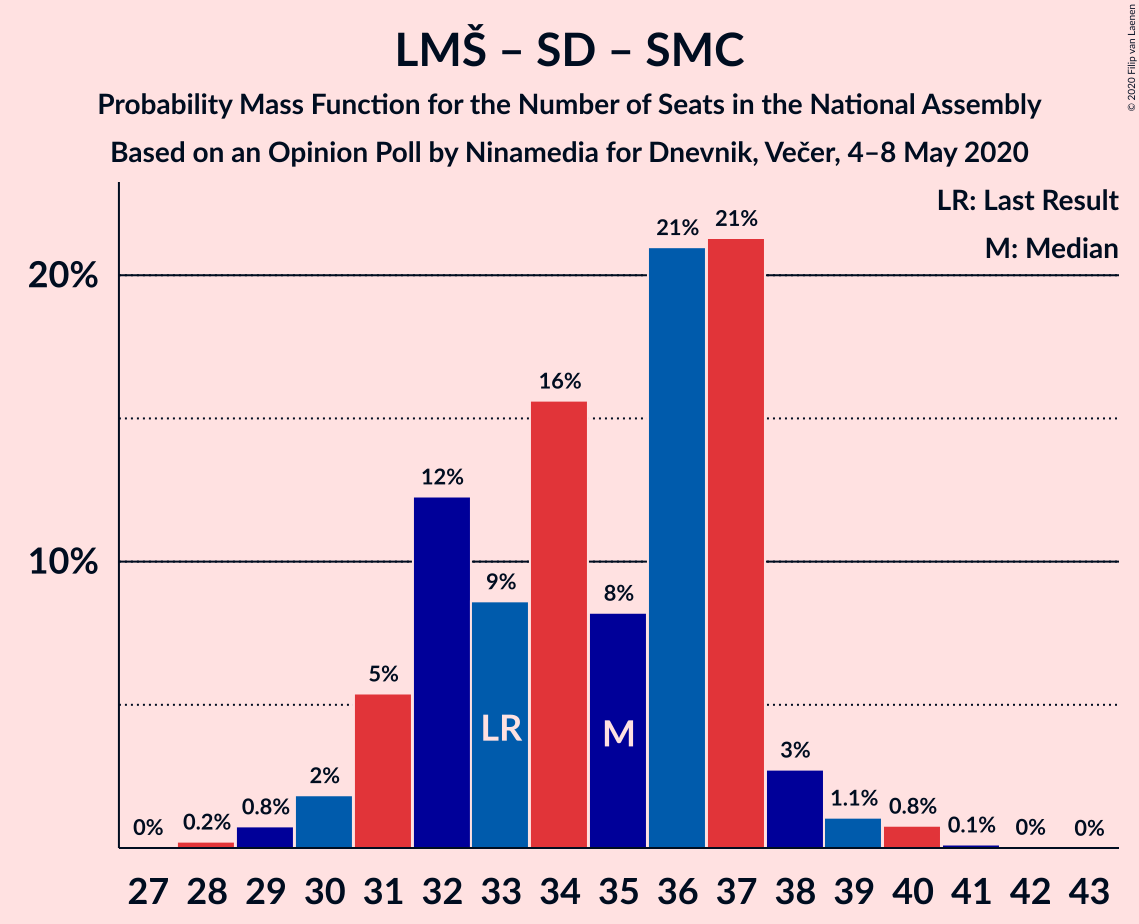 LMŠ – SD – SMC
Probability Mass Function for the Number of Seats in the National Assembly
Based on an Opinion Poll by Ninamedia for Dnevnik, Večer, 4–8 May 2020
© 2020 Filip van Laenen
LR: Last Result
M: Median
20%
10%
0%
0.2%
0.8%
2%
5%
12%
9%
16%
8%
21%
21%
3%
1.1%
0.8%
0.1%
0%
0%
LR
M
27 28 29 30 31 32 33 34 35 36 37 38 39 40 41 42 43